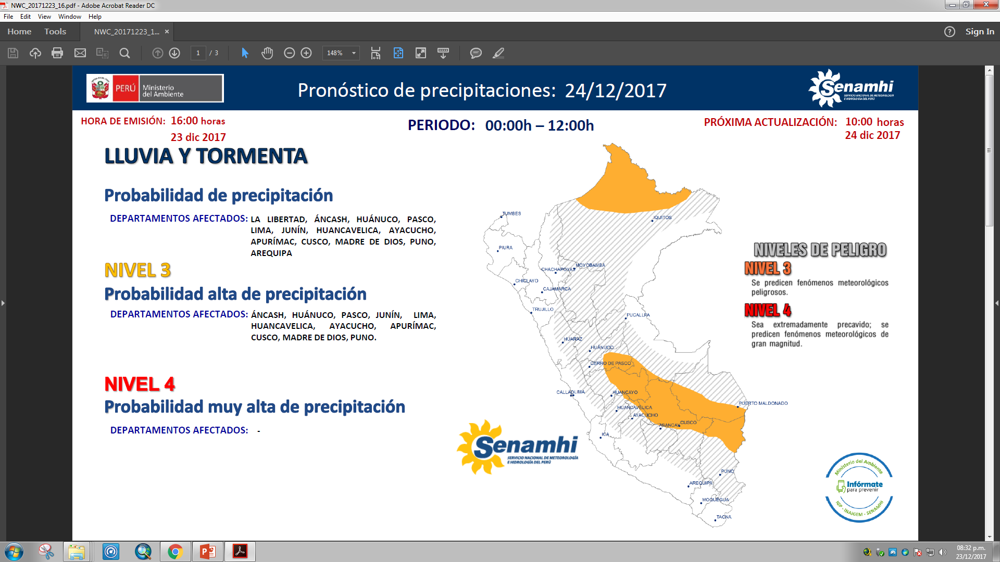 NWC_20171223_16.pdf - Adobe Acrobat Reader DC
File Edit View Window Help
Home Tools NWC_20171223_1... × ? Sign In
1 / 3 148%
PERÚ Ministerio
del Ambiente
Pronóstico de precipitaciones: 24/12/2017
Senamhi
SERVICIO NACIONAL DE METEOROLOGÍA
E HIDROLOGÍA DEL PERÚ
HORA DE EMISIÓN: 16:00 horas
23 dic 2017
PERIODO: 00:00h – 12:00h
PRÓXIMA ACTUALIZACIÓN: 10:00 horas
24 dic 2017
LLUVIA Y TORMENTA
Probabilidad de precipitación
DEPARTAMENTOS AFECTADOS: LA LIBERTAD, ÁNCASH, HUÁNUCO, PASCO,
LIMA, JUNÍN, HUANCAVELICA, AYACUCHO,
APURÍMAC, CUSCO, MADRE DE DIOS, PUNO,
AREQUIPA
NIVEL 3
Probabilidad alta de precipitación
DEPARTAMENTOS AFECTADOS: ÁNCASH, HUÁNUCO, PASCO, JUNÍN, LIMA,
HUANCAVELICA, AYACUCHO, APURÍMAC,
CUSCO, MADRE DE DIOS, PUNO.
NIVEL 4
Probabilidad muy alta de precipitación
DEPARTAMENTOS AFECTADOS: -
TUMBES
IQUITOS
PIURA
MOYOBAMBA
CHACHAPOYAS
CHICLAYO
CAJAMARCA
TRUJILLO
PUCALLPA
HUARAZ
HUÁNUCO
CERRO DE PASCO
CALLAO LIMA
HUANCAYO
PUERTO MALDONADO
HUANCAVELICA
AYACUCHO
CUSCO
ABANCAY
ICA
PUNO
AREQUIPA
MOQUEGUA
TACNA
NIVELES DE PELIGRO
NIVEL 3
Se predicen fenómenos meteorológicos
peligrosos.
NIVEL 4
Sea extremadamente precavido; se
predicen fenómenos meteorológicos de
gran magnitud.
Senamhi
SERVICIO NACIONAL DE METEOROLOGÍA
E HIDROLOGÍA DEL PERÚ
Ministerio del Ambiente
Infórmate
para prevenir
IGP - INAIGEM - SENAMHI
08:32 p.m.
23/12/2017